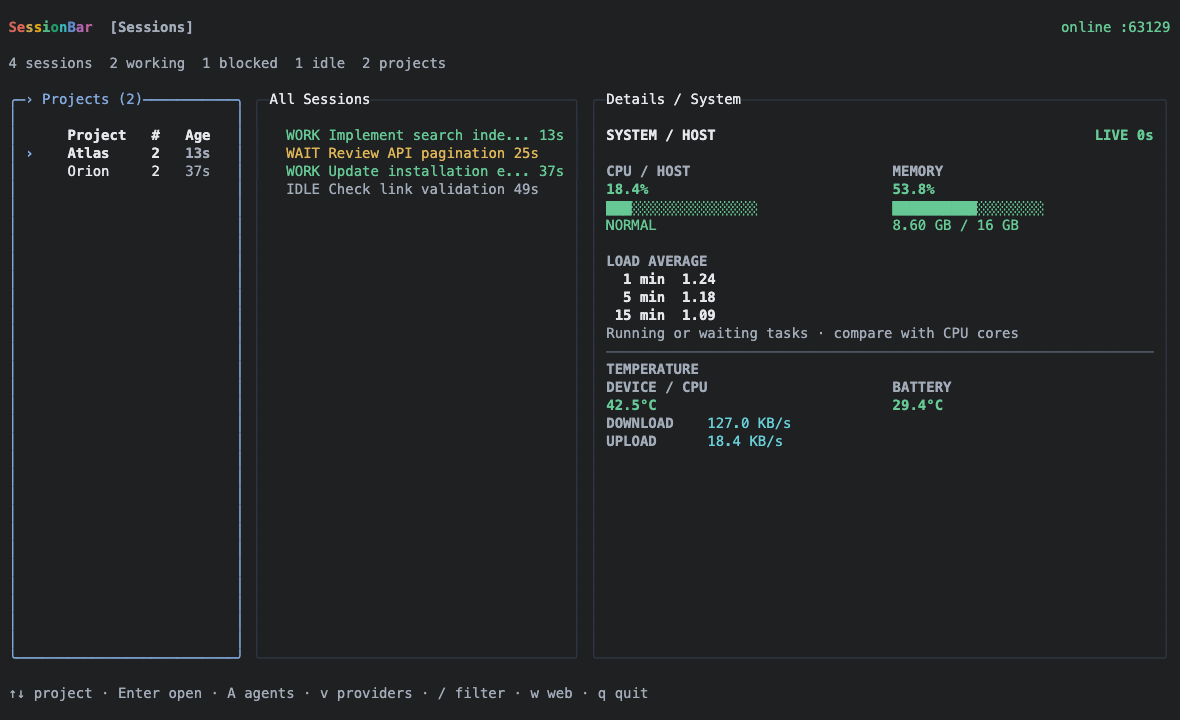 SessionBar [Sessions] online :63129
4 sessions 2 working 1 blocked 1 idle 2 projects
› Projects (2)
Project # Age
› Atlas 2 13s
Orion 2 37s
All Sessions
WORK Implement search inde... 13s
WAIT Review API pagination 25s
WORK Update installation e... 37s
IDLE Check link validation 49s
Details / System
SYSTEM / HOST LIVE 0s
CPU / HOST MEMORY
18.4% 53.8%
NORMAL 8.60 GB / 16 GB
LOAD AVERAGE
1 min 1.24
5 min 1.18
15 min 1.09
Running or waiting tasks · compare with CPU cores
TEMPERATURE
DEVICE / CPU BATTERY
42.5°C 29.4°C
DOWNLOAD 127.0 KB/s
UPLOAD 18.4 KB/s
↑↓ project · Enter open · A agents · v providers · / filter · w web · q quit